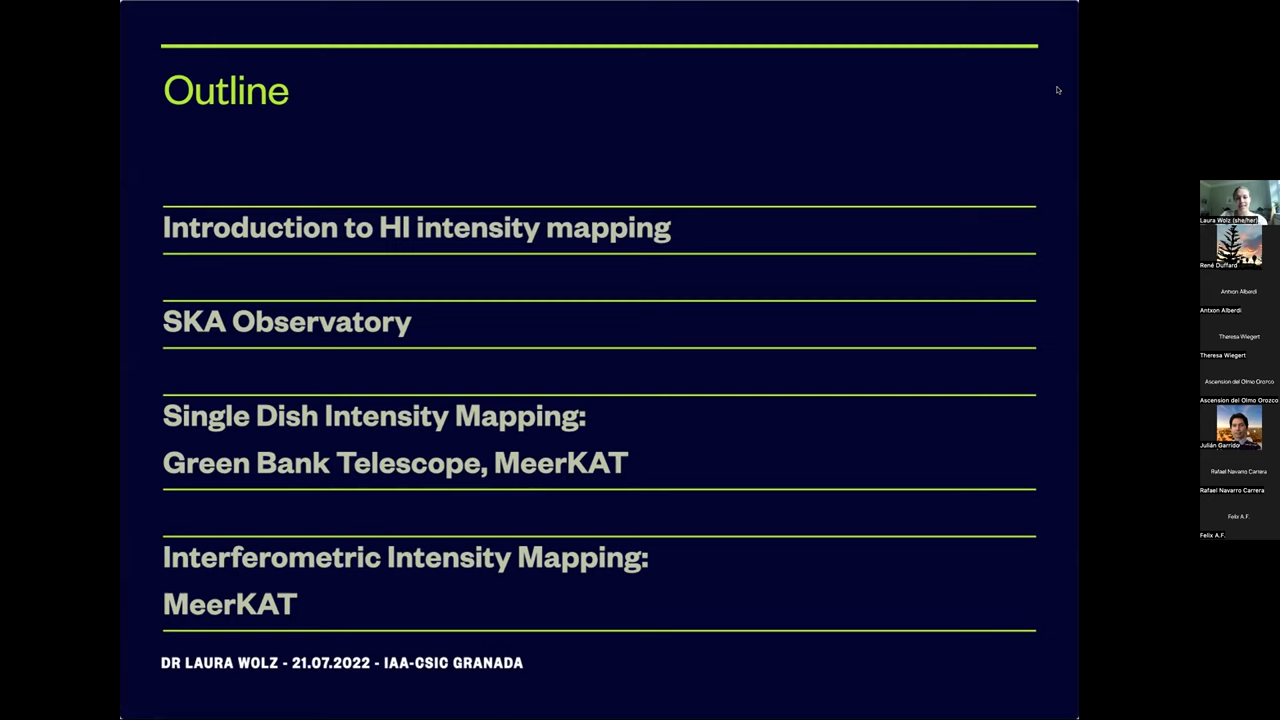 Outline
Introduction to HI intensity mapping
SKA Observatory
Single Dish Intensity Mapping:
Green Bank Telescope, MeerKAT
Interferometric Intensity Mapping:
MeerKAT
DR LAURA WOLZ - 21.07.2022 - IAA-CSIC GRANADA
Laura Wolz (she/her)
René Duffard
Antxon Alberdi
Antxon Alberdi
Theresa Wiegert
Theresa Wiegert
Ascension del Olmo Orozco
Ascension del Olmo Orozco
Julián Garrido
Rafael Navarro Carrera
Rafael Navarro Carrera
Felix A.F.
Felix A.F.